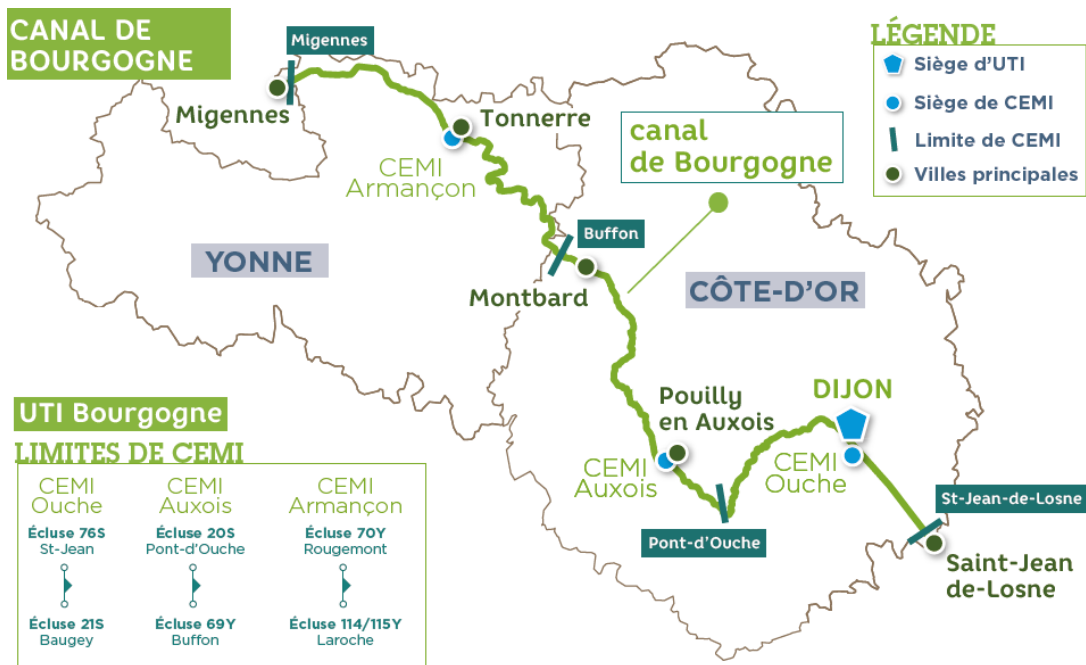 CANAL DE
BOURGOGNE
Migennes
Migennes
Tonnerre
CEMI
Armançon
canal
de Bourgogne
LÉGENDE
Siège d'UTI
Siège de CEMI
Limite de CEMI
Villes principales
YONNE
Buffon
Montbard
CÔTE-D'OR
Pouilly
en Auxois
CEMI
Auxois
DIJON
CEMI
Ouche
Pont-d'Ouche
St-Jean-de-Losne
Saint-Jean
de-Losne
UTI Bourgogne
LIMITES DE CEMI
CEMI
Ouche
Écluse 76S
St-Jean
Écluse 21S
Baugey
CEMI
Auxois
Écluse 20S
Pont-d'Ouche
Écluse 69Y
Buffon
CEMI
Armançon
Écluse 70Y
Rougemont
Écluse 114/115Y
Laroche